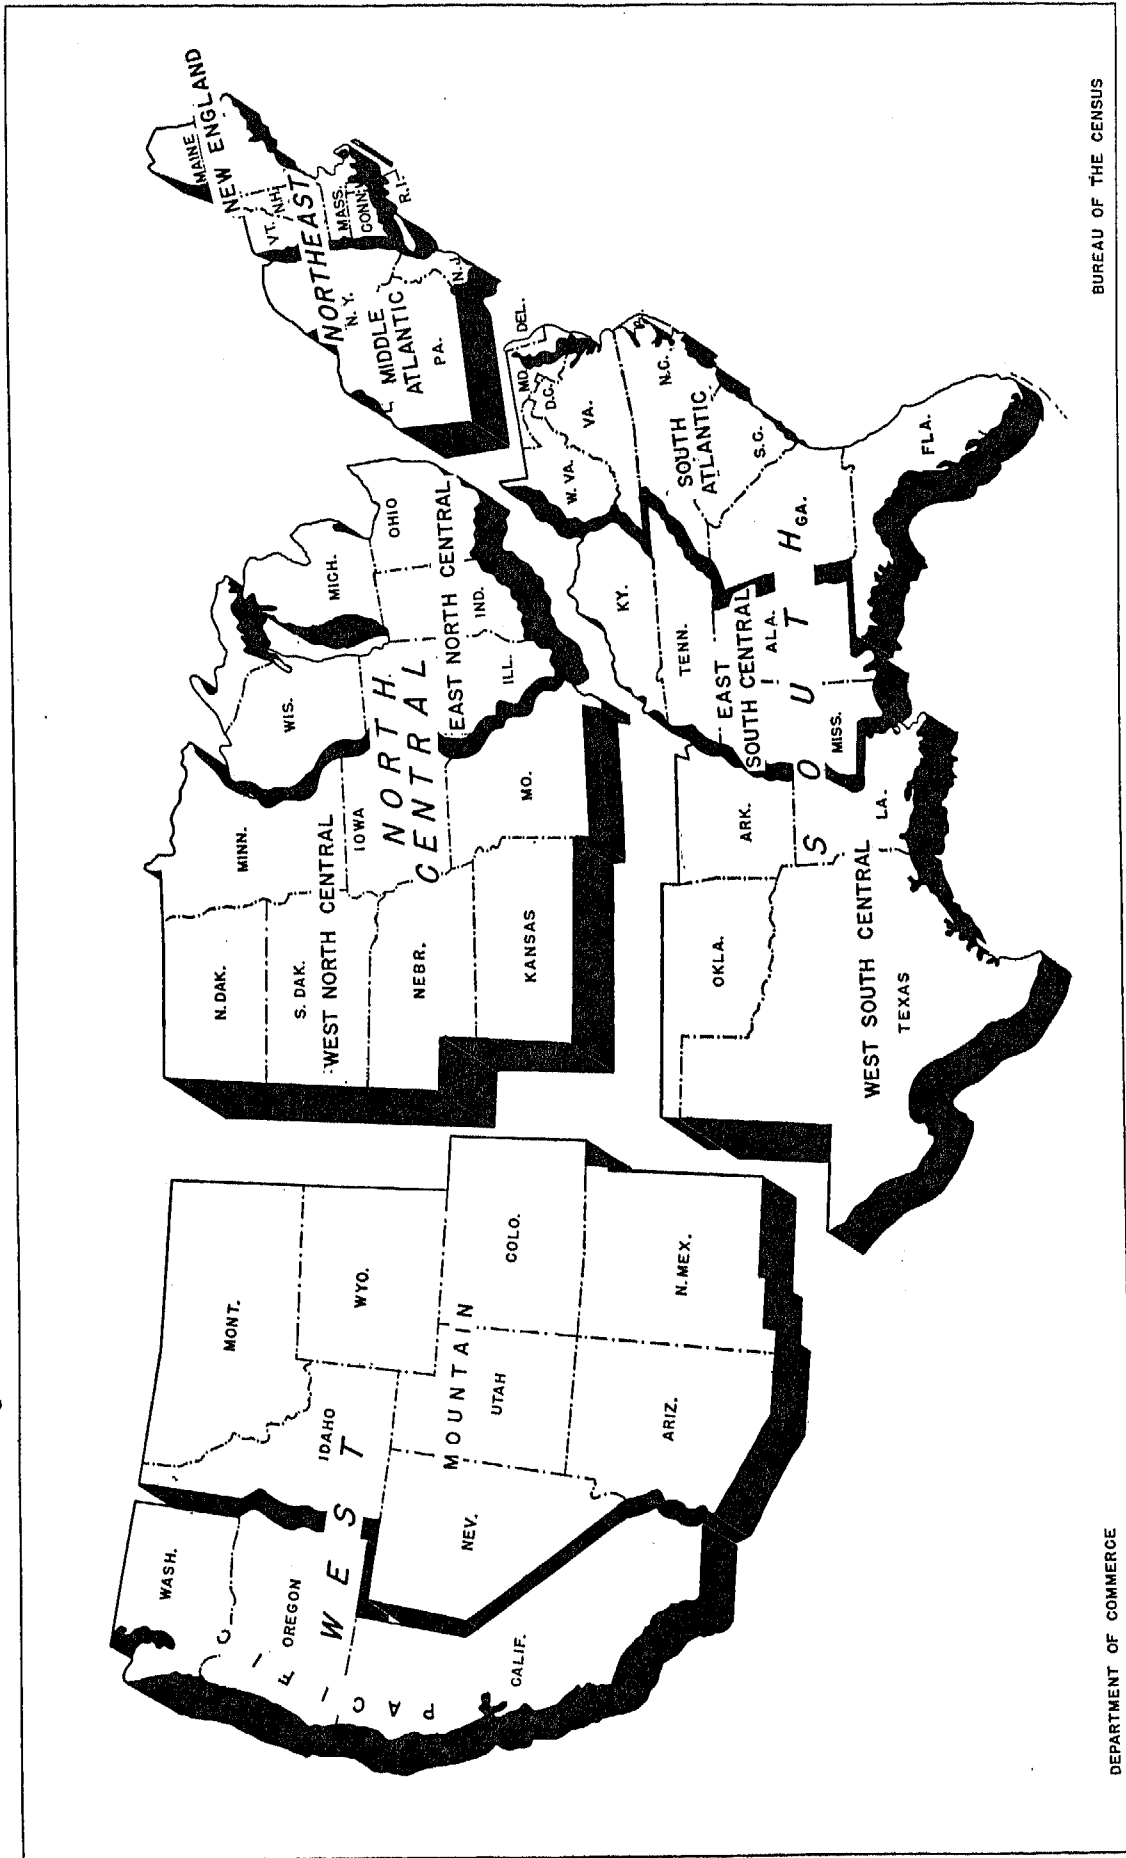 WEST
PACIFIC
WASH.
OREGON
CALIF.
MOUNTAIN
MONT.
IDAHO
WYO.
NEV.
UTAH
COLO.
ARIZ.
N. MEX.
NORTH
CENTRAL
WEST NORTH CENTRAL
N. DAK.
S. DAK.
NEBR.
KANSAS
MINN.
IOWA
MO.
EAST NORTH CENTRAL
WIS.
MICH.
ILL.
IND.
OHIO
NORTHEAST
NEW ENGLAND
MAINE
VT.
N.H.
MASS.
CONN.
R.I.
MIDDLE
ATLANTIC
N. Y.
PA.
N.J.
SOUTH
WEST SOUTH CENTRAL
TEXAS
OKLA.
ARK.
LA.
EAST
SOUTH CENTRAL
KY.
TENN.
MISS.
ALA.
SOUTH
ATLANTIC
DEL.
MD.
D.C.
W. VA.
VA.
N.C.
S.C.
GA.
FLA.
DEPARTMENT OF COMMERCE
BUREAU OF THE CENSUS